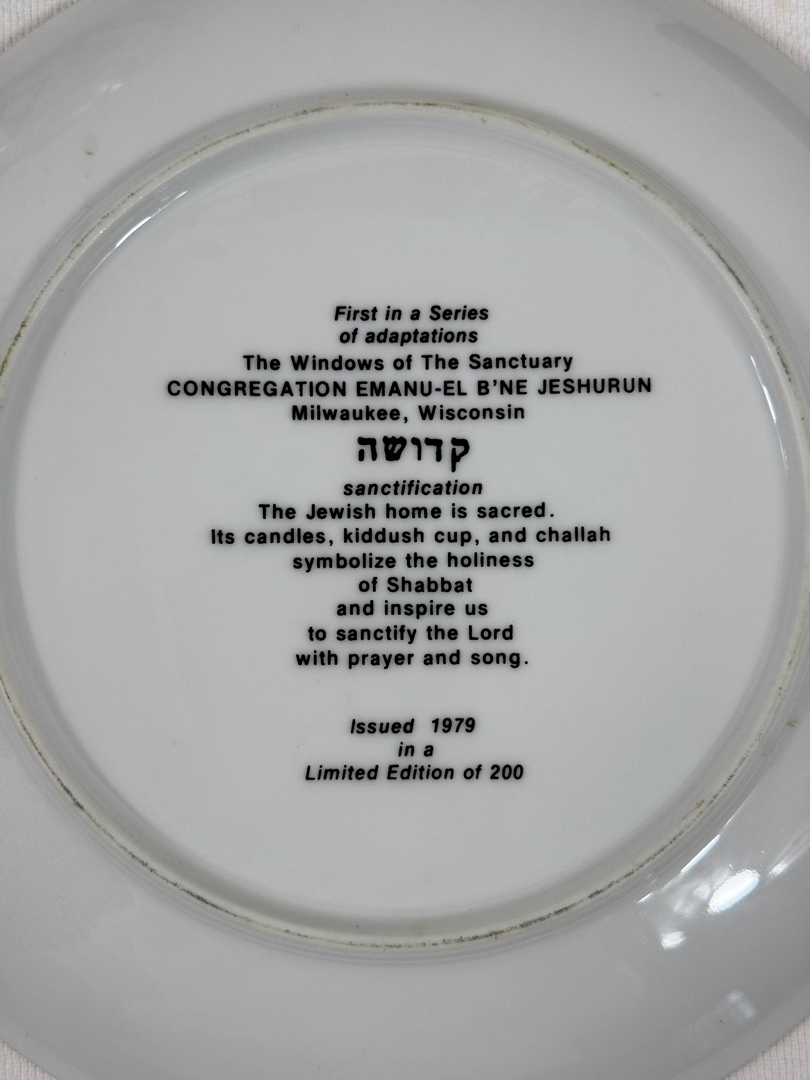 First in a Series
of adaptations
The Windows of The Sanctuary
CONGREGATION EMANU-EL B'NE JESHURUN
Milwaukee, Wisconsin
קדושה
sanctification
The Jewish home is sacred.
Its candles, kiddush cup, and challah
symbolize the holiness
of Shabbat
and inspire us
to sanctify the Lord
with prayer and song.
Issued 1979
in a
Limited Edition of 200